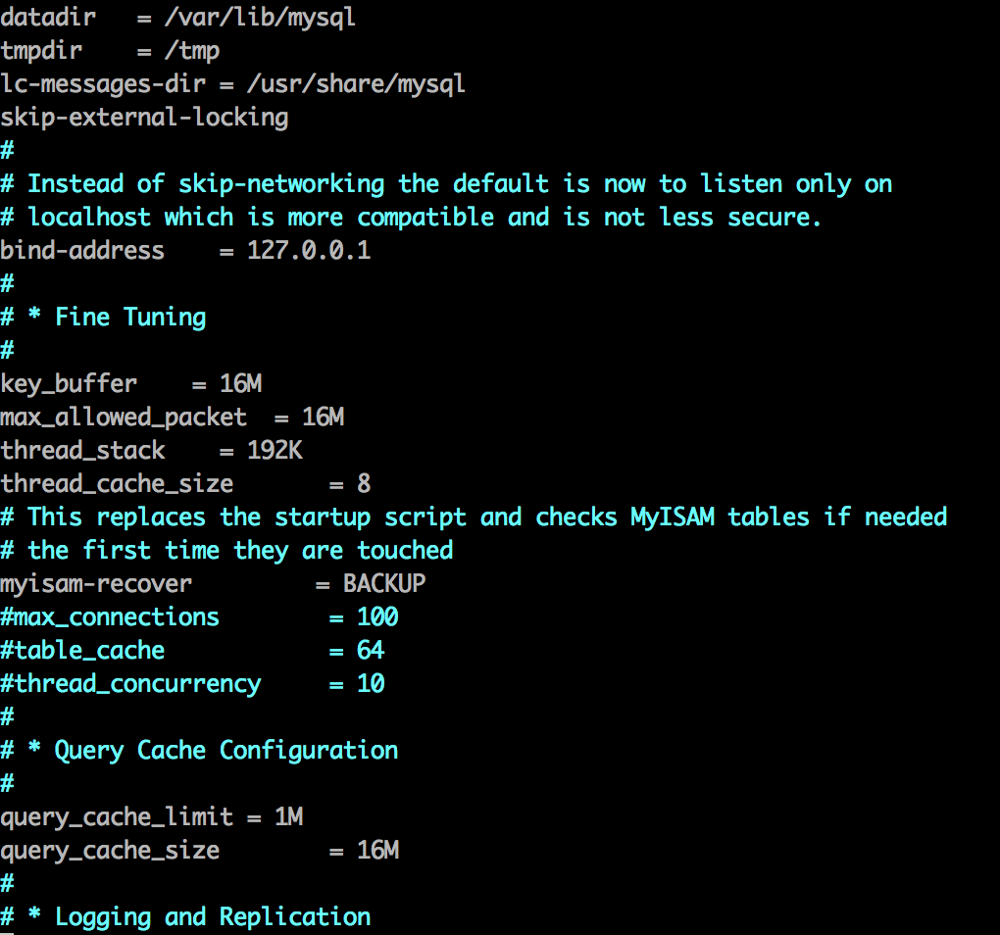 datadir   = /var/lib/mysql
tmpdir    = /tmp
lc-messages-dir = /usr/share/mysql
skip-external-locking
#
# Instead of skip-networking the default is now to listen only on
# localhost which is more compatible and is not less secure.
bind-address    = 127.0.0.1
#
# * Fine Tuning
#
key_buffer    = 16M
max_allowed_packet  = 16M
thread_stack    = 192K
thread_cache_size       = 8
# This replaces the startup script and checks MyISAM tables if needed
# the first time they are touched
myisam-recover         = BACKUP
#max_connections        = 100
#table_cache            = 64
#thread_concurrency     = 10
#
# * Query Cache Configuration
#
query_cache_limit = 1M
query_cache_size        = 16M
#
# * Logging and Replication